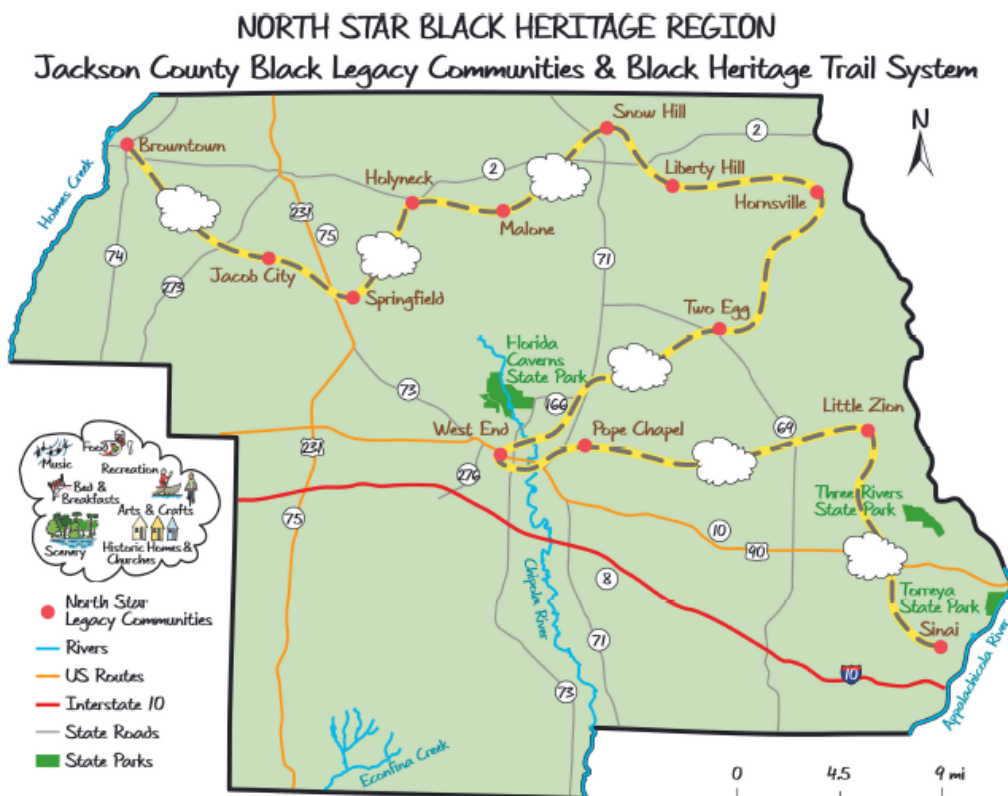 NORTH STAR BLACK HERITAGE REGION
Jackson County Black Legacy Communities & Black Heritage Trail System
N
Snow Hill
2
Browntown
Holyneck
2
Liberty Hill
Hornsville
Holmes Creek
Malone
231
75
74
71
Jacob City
273
Springfield
Two Egg
Florida
Caverns
State Park
73
166
Little Zion
West End
Pope Chapel
69
231
276
Three Rivers
State Park
75
10
90
Chipola River
8
Torreya
State Park
Sinai
71
10
Appalachicola River
73
Econfina Creek
Food
Music
Recreation
Bed &
Breakfasts
Arts & Crafts
Scenery
Historic Homes &
Churches
North Star
Legacy Communities
Rivers
US Routes
Interstate 10
State Roads
State Parks
0 4.5 9 mi